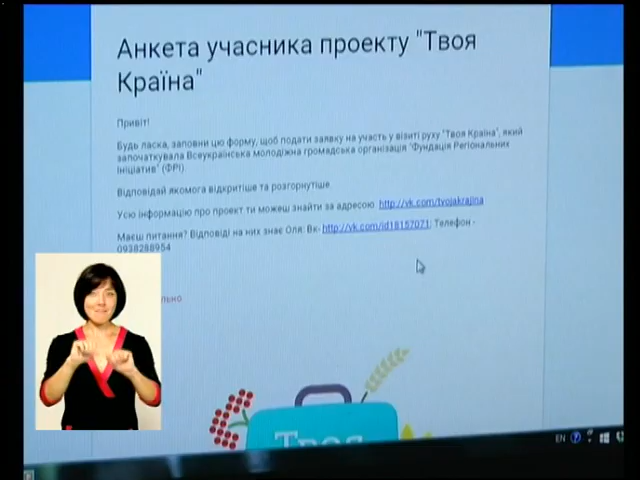 Анкета учасника проекту "Твоя
Країна"
Привіт!
Будь ласка, заповни цю форму, щоб подати заявку на участь у візиті руху "Твоя Країна", який
започаткувала Всеукраїнська молодіжна громадська організація "Фундація Регіональних
Ініціатив" (ФРІ)
Відповідай якомога відкритіше та розгорнутіше.
Усю інформацію про проект ти можеш знайти за адресою http://vk.com/tvojakrajina
Маєш питання? Відповіді на них знає Оля: Вк- http://vk.com/id18157071; Телефон -
0938288954
льно
Твоя
EN